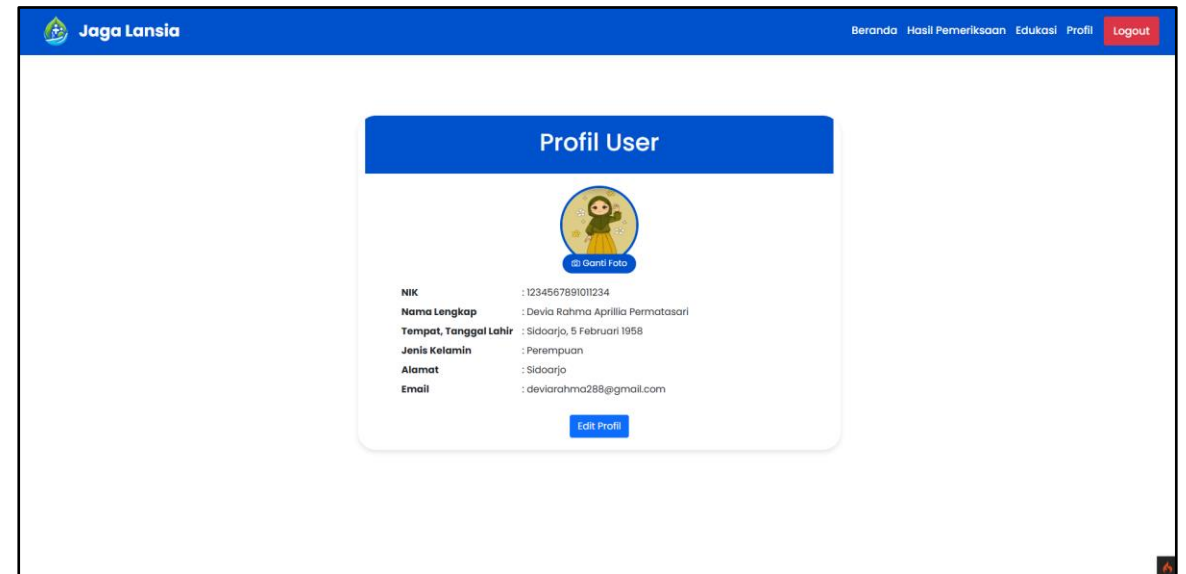 Jaga Lansia
Beranda Hasil Pemeriksaan Edukasi Profil Logout
Profil User
Ganti Foto
NIK : 1234567891011234
Nama Lengkap : Devia Rahma Aprillia Permatasari
Tempat, Tanggal Lahir : Sidoarjo, 5 Februari 1958
Jenis Kelamin : Perempuan
Alamat : Sidoarjo
Email : deviarahma288@gmail.com
Edit Profil